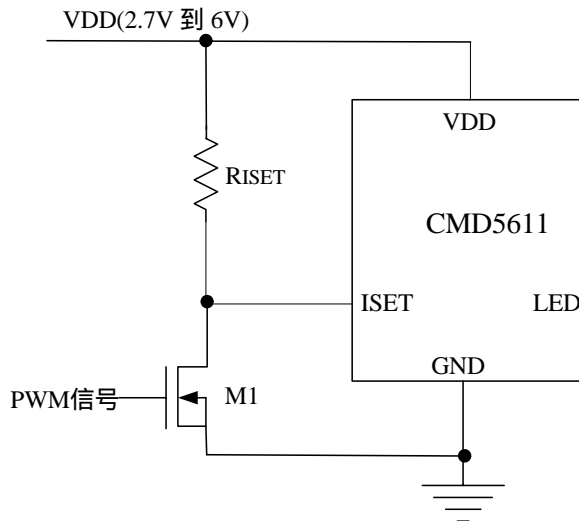 VDD(2.7V 到 6V)
VDD
RISET
CMD5611
ISET
LED
GND
PWM信号
M1